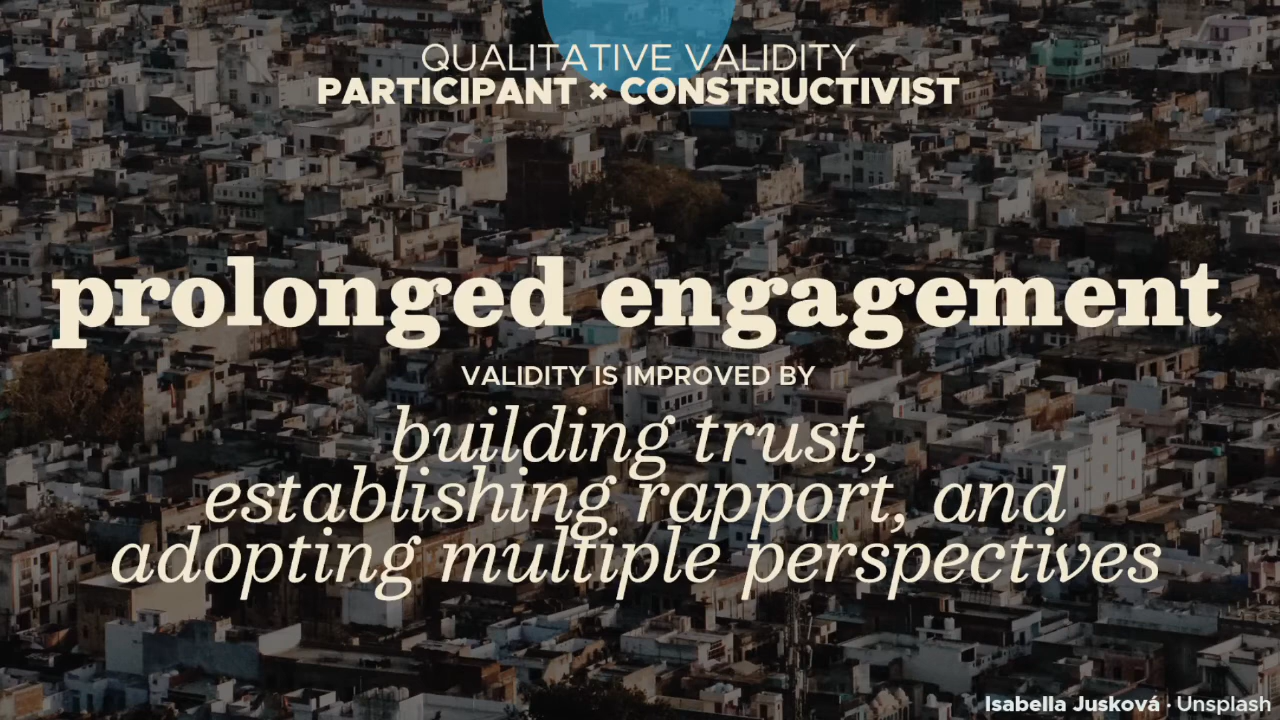 QUALITATIVE VALIDITY
PARTICIPANT × CONSTRUCTIVIST
prolonged engagement
VALIDITY IS IMPROVED BY
building trust,
establishing rapport, and
adopting multiple perspectives
Isabella Jusková · Unsplash